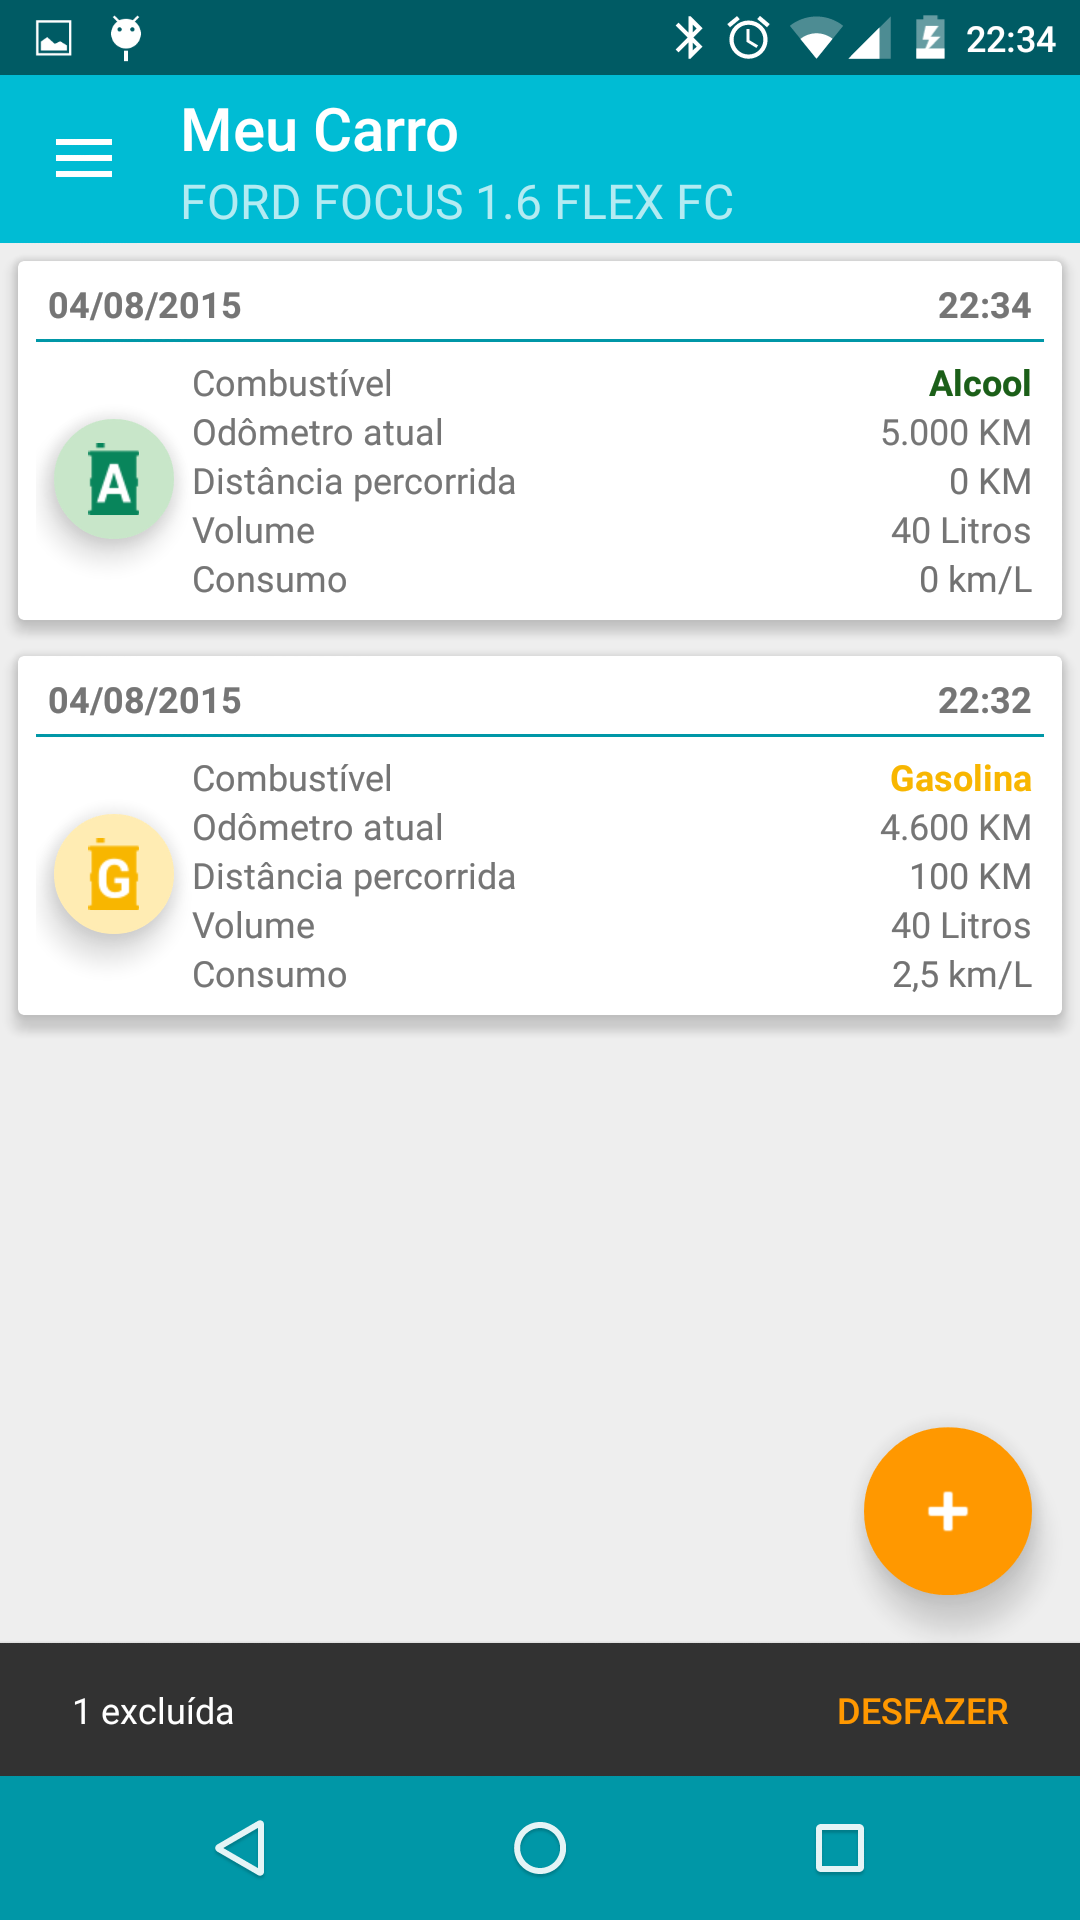 22:34
Meu Carro
FORD FOCUS 1.6 FLEX FC
04/08/2015 22:34
Combustível Alcool
Odômetro atual 5.000 KM
A Distância percorrida 0 KM
Volume 40 Litros
Consumo 0 km/L
04/08/2015 22:32
Combustível Gasolina
Odômetro atual 4.600 KM
G Distância percorrida 100 KM
Volume 40 Litros
Consumo 2,5 km/L
+
1 excluída DESFAZER